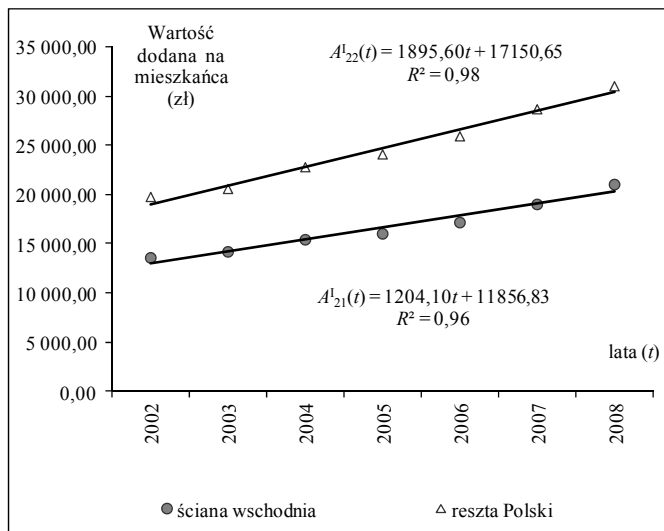 Wartość
dodana na
mieszkańca
(zł)
35 000,00
30 000,00
25 000,00
20 000,00
15 000,00
10 000,00
5 000,00
0,00
A^I_22(t) = 1895,60t + 17150,65
R² = 0,98
A^I_21(t) = 1204,10t + 11856,83
R² = 0,96
lata (t)
2002
2003
2004
2005
2006
2007
2008
ściana wschodnia
reszta Polski